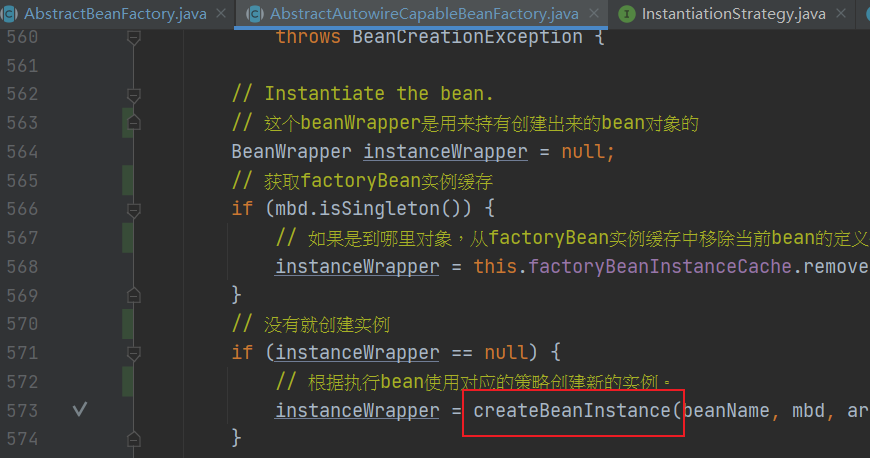 AbstractBeanFactory.java × AbstractAutowireCapableBeanFactory.java × InstantiationStrategy.java ×
560 throws BeanCreationException {
561
562 // Instantiate the bean.
563 // 这个beanWrapper是用来持有创建出来的bean对象的
564 BeanWrapper instanceWrapper = null;
565 // 获取factoryBean实例缓存
566 if (mbd.isSingleton()) {
567 // 如果是到哪里对象，从factoryBean实例缓存中移除当前bean的定义
568 instanceWrapper = this.factoryBeanInstanceCache.remove
569 }
570 // 没有就创建实例
571 if (instanceWrapper == null) {
572 // 根据执行bean使用对应的策略创建新的实例。
573 instanceWrapper = createBeanInstance(beanName, mbd, ar
574 }